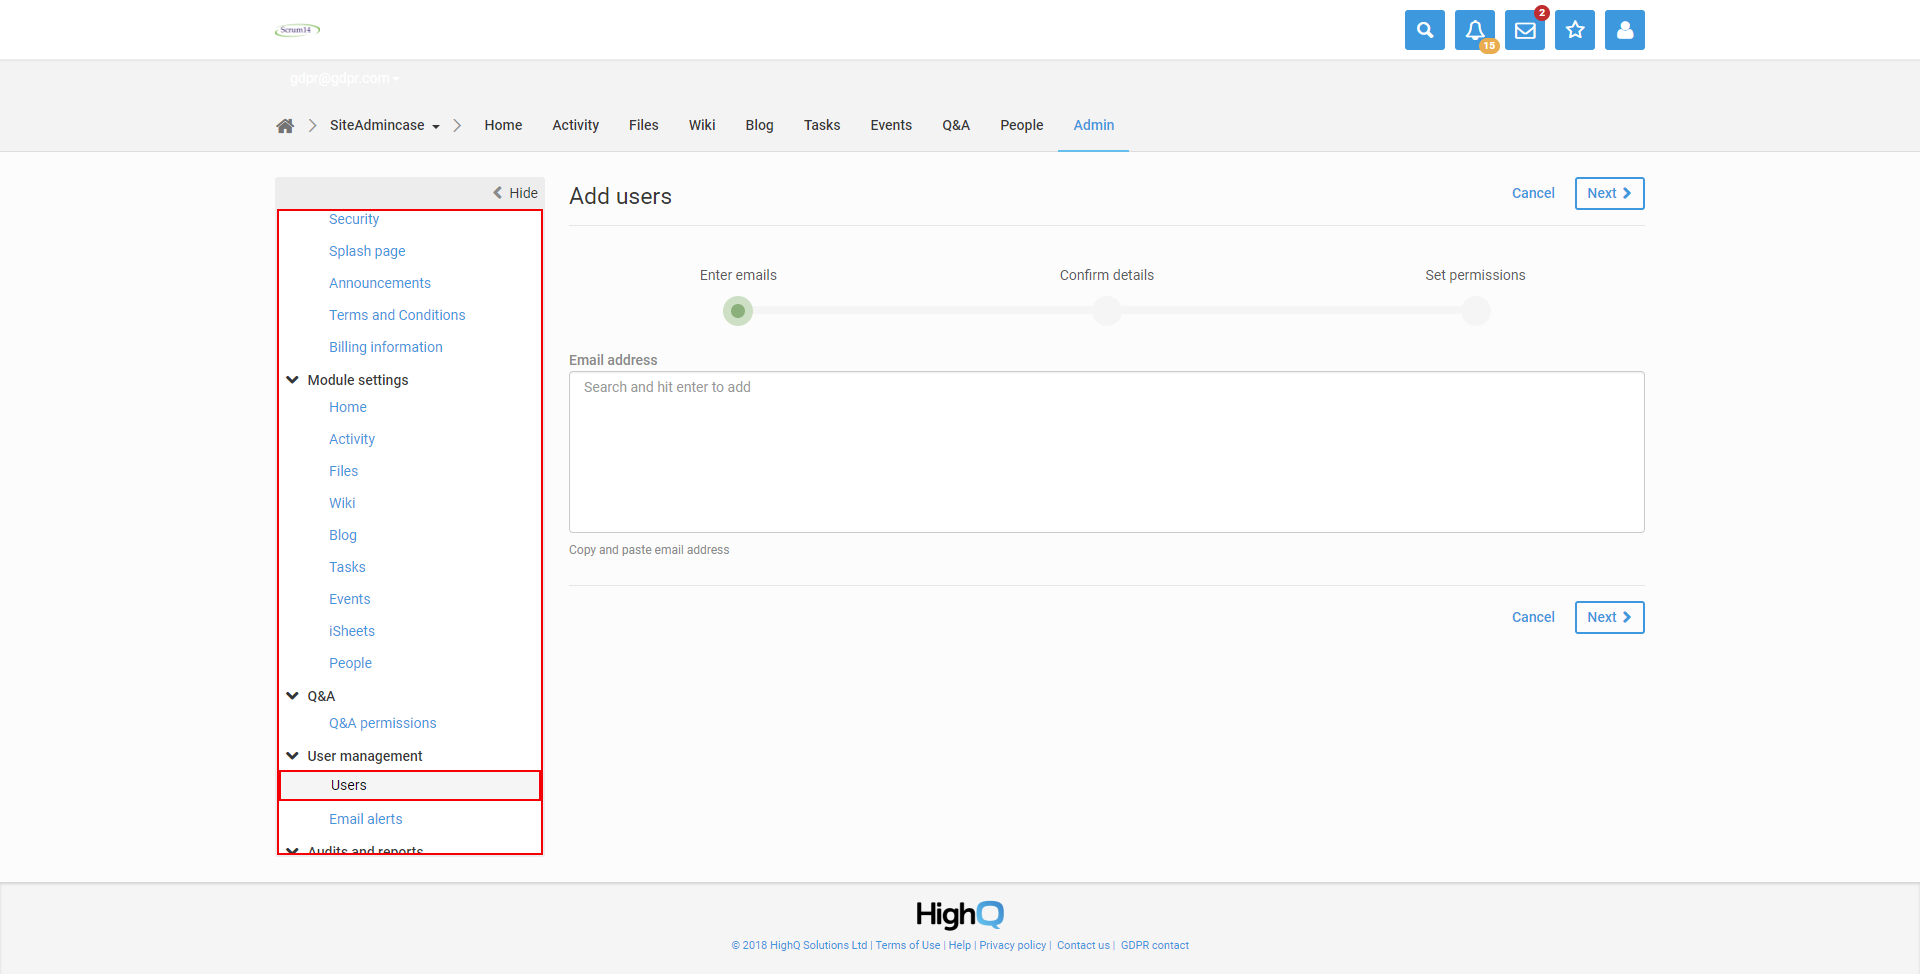 Scrum14
15
2
gdpr@gdpr.com
SiteAdmincase
Home Activity Files Wiki Blog Tasks Events Q&A People Admin
Hide
Security
Splash page
Announcements
Terms and Conditions
Billing information
Module settings
Home
Activity
Files
Wiki
Blog
Tasks
Events
iSheets
People
Q&A
Q&A permissions
User management
Users
Email alerts
Audits and reports
Add users
Cancel Next
Enter emails Confirm details Set permissions
Email address
Search and hit enter to add
Copy and paste email address
Cancel Next
HighQ
© 2018 HighQ Solutions Ltd | Terms of Use | Help | Privacy policy | Contact us | GDPR contact